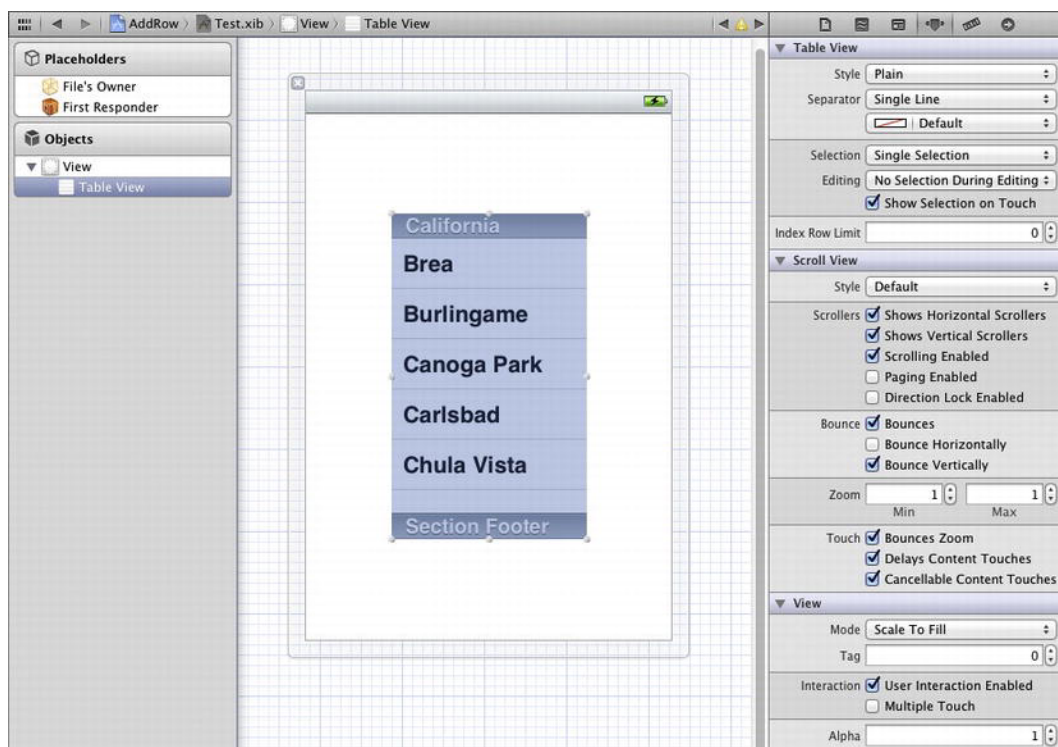 AddRow Test.xib View Table View
Placeholders
File's Owner
First Responder
Objects
View
Table View
California
Brea
Burlingame
Canoga Park
Carlsbad
Chula Vista
Section Footer
Table View
Style Plain
Separator Single Line
Default
Selection Single Selection
Editing No Selection During Editing
Show Selection on Touch
Index Row Limit 0
Scroll View
Style Default
Scrollers Shows Horizontal Scrollers
Shows Vertical Scrollers
Scrolling Enabled
Paging Enabled
Direction Lock Enabled
Bounce Bounces
Bounce Horizontally
Bounce Vertically
Zoom 1 1
Min Max
Touch Bounces Zoom
Delays Content Touches
Cancellable Content Touches
View
Mode Scale To Fill
Tag 0
Interaction User Interaction Enabled
Multiple Touch
Alpha 1